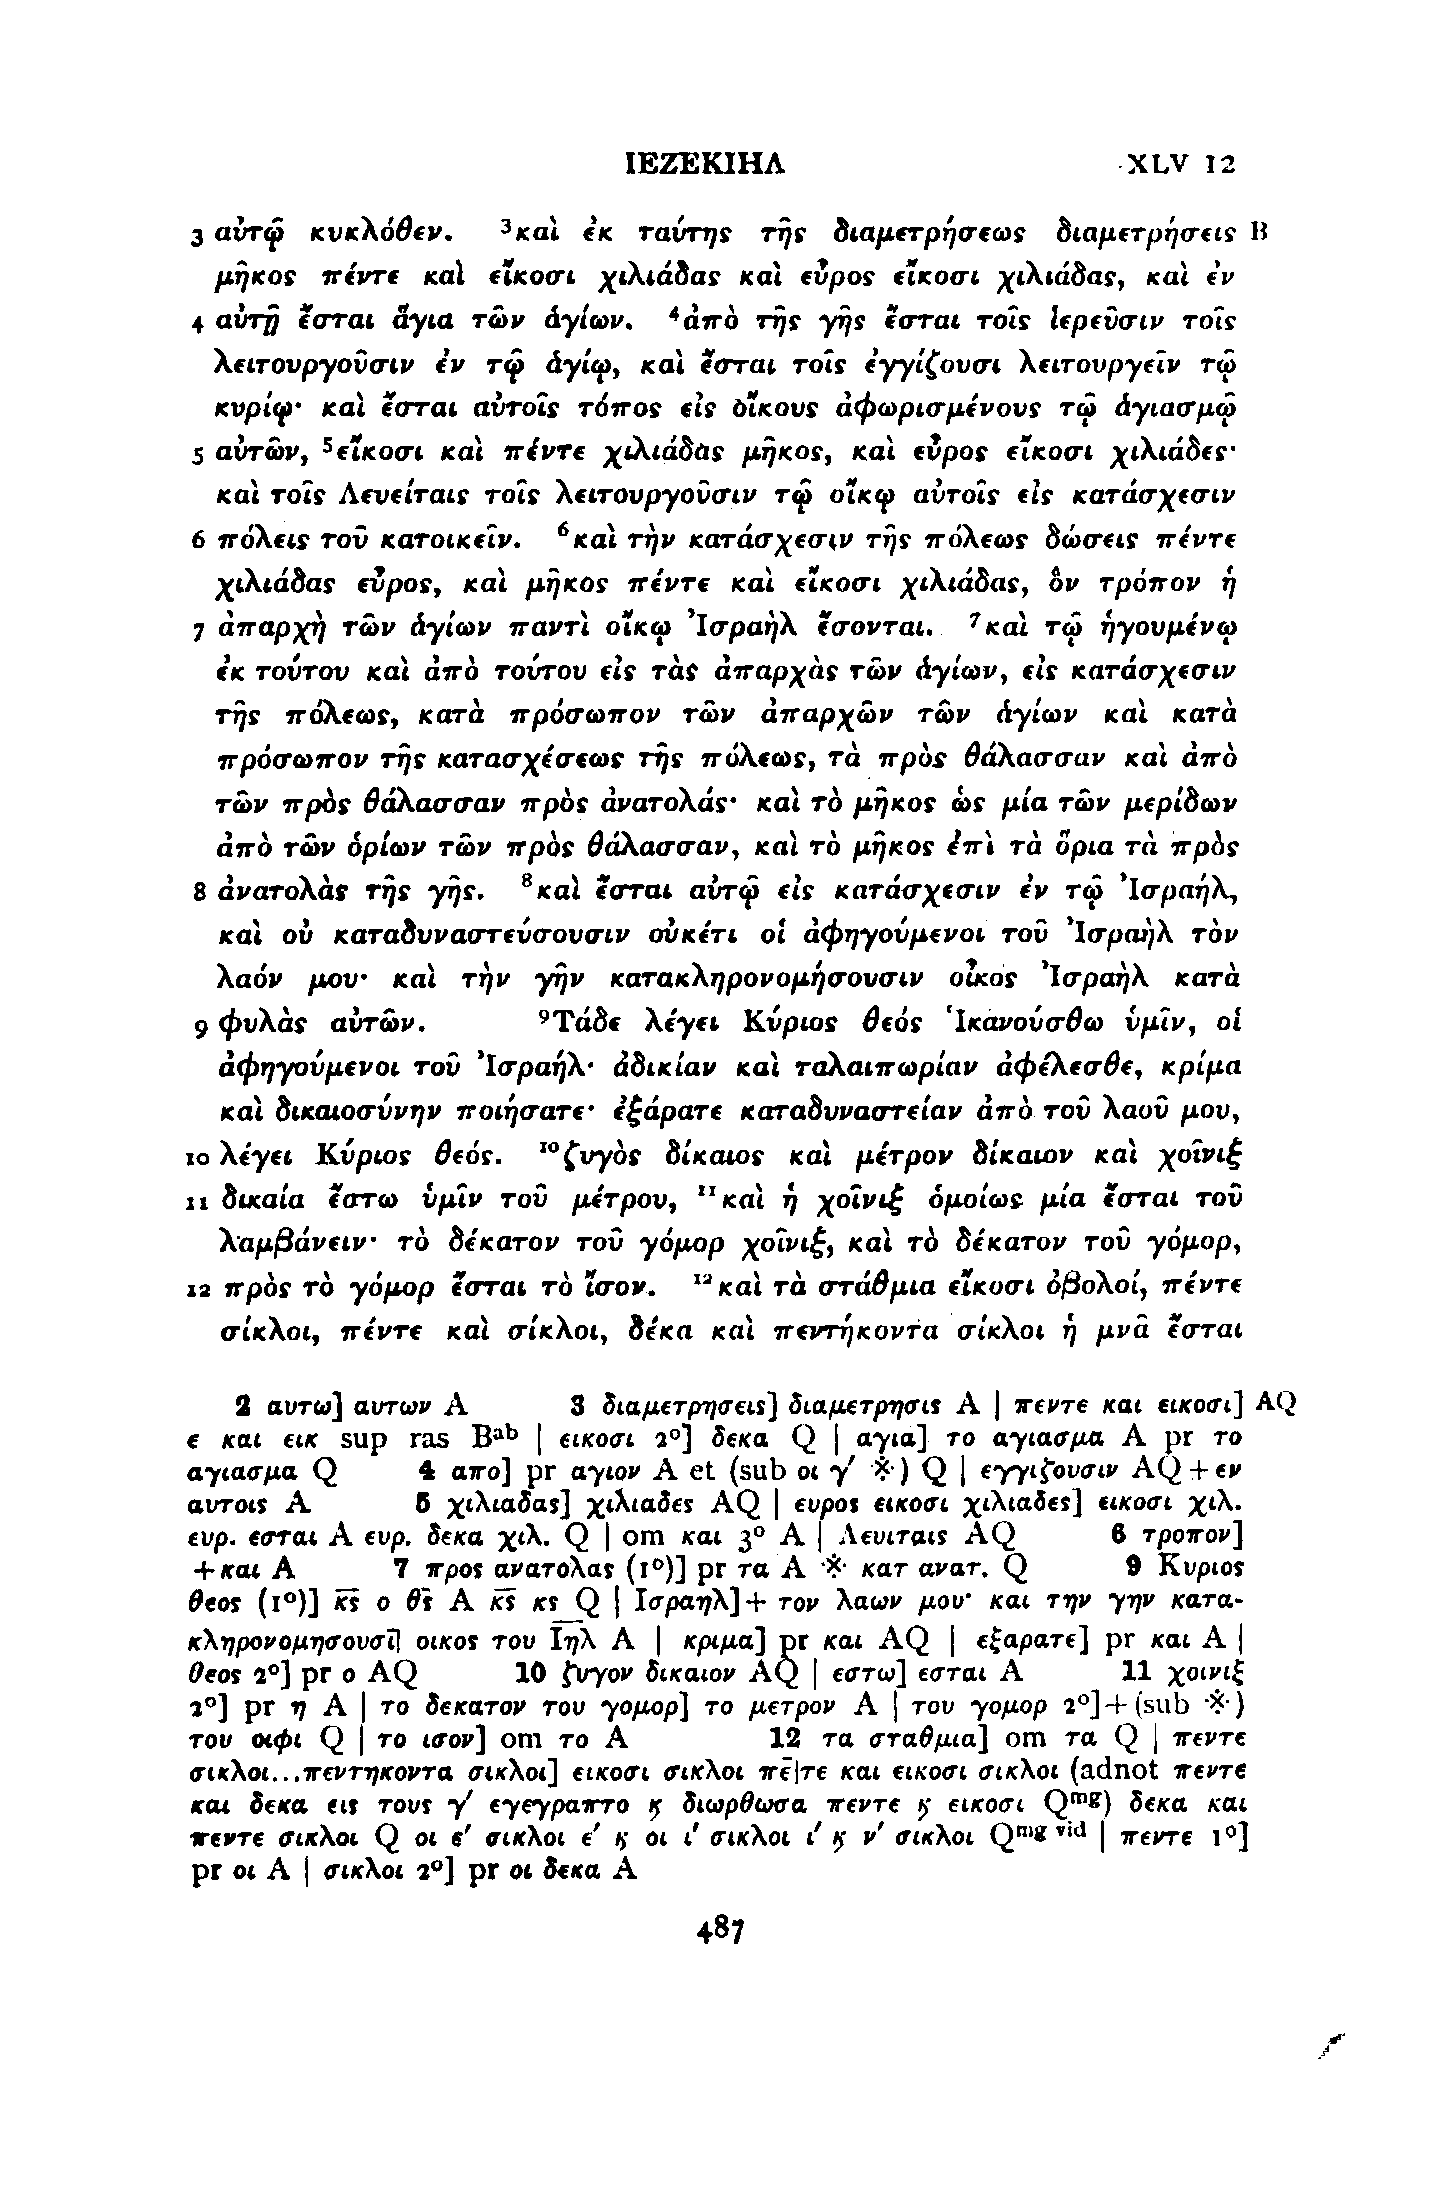 ΙΕΖΕΚΙΗΛ XLV 12
3 αὐτῷ κυκλόθεν. ³καὶ ἐκ ταύτης τῆς διαμετρήσεως διαμετρήσεις B
μῆκος πέντε καὶ εἴκοσι χιλιάδας καὶ εὖρος εἴκοσι χιλιάδας, καὶ ἐν
4 αὐτῇ ἔσται ἅγια τῶν ἁγίων. ⁴ἀπὸ τῆς γῆς ἔσται τοῖς ἱερεῦσιν τοῖς
λειτουργοῦσιν ἐν τῷ ἁγίῳ, καὶ ἔσται τοῖς ἐγγίζουσι λειτουργεῖν τῷ
κυρίῳ· καὶ ἔσται αὐτοῖς τόπος εἰς οἴκους ἀφωρισμένους τῷ ἁγιασμῷ
5 αὐτῶν, ⁵εἴκοσι καὶ πέντε χιλιάδας μῆκος, καὶ εὖρος εἴκοσι χιλιάδες·
καὶ τοῖς Λευείταις τοῖς λειτουργοῦσιν τῷ οἴκῳ αὐτοῖς εἰς κατάσχεσιν
6 πόλεις τοῦ κατοικεῖν. ⁶καὶ τὴν κατάσχεσιν τῆς πόλεως δώσεις πέντε
χιλιάδας εὖρος, καὶ μῆκος πέντε καὶ εἴκοσι χιλιάδας, ὃν τρόπον ἡ
7 ἀπαρχὴ τῶν ἁγίων παντὶ οἴκῳ Ἰσραὴλ ἔσονται. ⁷καὶ τῷ ἡγουμένῳ
ἐκ τούτου καὶ ἀπὸ τούτου εἰς τὰς ἀπαρχὰς τῶν ἁγίων, εἰς κατάσχεσιν
τῆς πόλεως, κατὰ πρόσωπον τῶν ἀπαρχῶν τῶν ἁγίων καὶ κατὰ
πρόσωπον τῆς κατασχέσεως τῆς πόλεως, τὰ πρὸς θάλασσαν καὶ ἀπὸ
τῶν πρὸς θάλασσαν πρὸς ἀνατολάς· καὶ τὸ μῆκος ὡς μία τῶν μερίδων
ἀπὸ τῶν ὁρίων τῶν πρὸς θάλασσαν, καὶ τὸ μῆκος ἐπὶ τὰ ὅρια τὰ πρὸς
8 ἀνατολὰς τῆς γῆς. ⁸καὶ ἔσται αὐτῷ εἰς κατάσχεσιν ἐν τῷ Ἰσραήλ,
καὶ οὐ καταδυναστεύσουσιν οὐκέτι οἱ ἀφηγούμενοι τοῦ Ἰσραὴλ τὸν
λαόν μου· καὶ τὴν γῆν κατακληρονομήσουσιν οἶκος Ἰσραὴλ κατὰ
9 φυλὰς αὐτῶν. ⁹Τάδε λέγει Κύριος θεός Ἱκανούσθω ὑμῖν, οἱ
ἀφηγούμενοι τοῦ Ἰσραήλ· ἀδικίαν καὶ ταλαιπωρίαν ἀφέλεσθε, κρίμα
καὶ δικαιοσύνην ποιήσατε· ἐξάρατε καταδυναστείαν ἀπὸ τοῦ λαοῦ μου,
10 λέγει Κύριος θεός. ¹⁰ζυγὸς δίκαιος καὶ μέτρον δίκαιον καὶ χοῖνιξ
11 δικαία ἔστω ὑμῖν τοῦ μέτρου, ¹¹καὶ ἡ χοῖνιξ ὁμοίως μία ἔσται τοῦ
λαμβάνειν· τὸ δέκατον τοῦ γόμορ χοῖνιξ, καὶ τὸ δέκατον τοῦ γόμορ,
12 πρὸς τὸ γόμορ ἔσται τὸ ἴσον. ¹²καὶ τὰ στάθμια εἴκοσι ὀβολοί, πέντε
σίκλοι, πέντε καὶ σίκλοι, δέκα καὶ πεντήκοντα σίκλοι ἡ μνᾶ ἔσται
2 αυτω] αυτων A 3 διαμετρησεις] διαμετρησις A | πεντε και εικοσι] AQ
ε και εικ sup ras Bᵃᵇ | εικοσι 2°] δεκα Q | αγια] το αγιασμα A pr το
αγιασμα Q 4 απο] pr αγιον A et (sub οι γ′ ※) Q | εγγιζουσιν AQ + εν
αυτοις A 5 χιλιαδας] χιλιαδες AQ | ευρος εικοσι χιλιαδες] εικοσι χιλ.
ευρ. εσται A ευρ. δεκα χιλ. Q | om και 3° A | Λευιταις AQ 6 τροπον]
+ και A 7 προς ανατολας (1°)] pr τα A ※ κατ ανατ. Q 9 Κυριος
θεος (1°)] κ̅ς̅ ο θ̅ς̅ A κ̅ς̅ κς Q | Ισραηλ] + τον λαων μου· και την γην κατα-
κληρονομησουσι̅] οικος του Ι̅η̅λ̅ A | κριμα] pr και AQ | εξαρατε] pr και A |
θεος 2°] pr ο AQ 10 ζυγον δικαιον AQ | εστω] εσται A 11 χοινιξ
2°] pr η A | το δεκατον του γομορ] το μετρον A | του γομορ 2°] + (sub ※)
του οιφι Q | το ισον] om το A 12 τα σταθμια] om τα Q | πεντε
σικλοι...πεντηκοντα σικλοι] εικοσι σικλοι πε̅|τε και εικοσι σικλοι (adnot πεντε
και δεκα εις τους γ′ εγεγραπτο ϗ διωρθωσα πεντε ϗ εικοσι Qᵐᵍ) δεκα και
πεντε σικλοι Q οι ε′ σικλοι ε′ ϗ οι ι′ σικλοι ι′ ϗ ν′ σικλοι Qᵐᵍ ᵛⁱᵈ | πεντε 1°]
pr οι A | σικλοι 2°] pr οι δεκα A
487